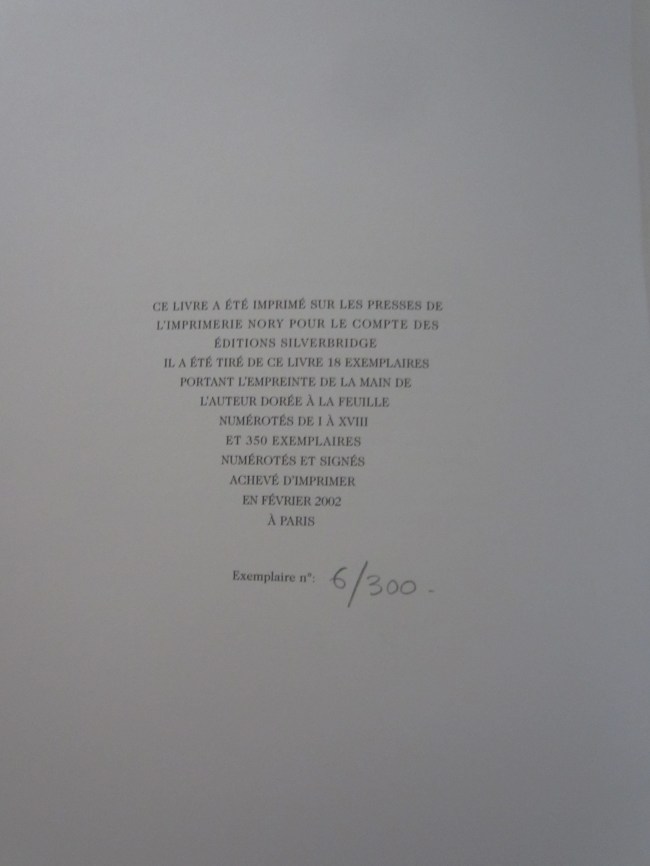 CE LIVRE A ÉTÉ IMPRIMÉ SUR LES PRESSES DE
L'IMPRIMERIE NORY POUR LE COMPTE DES
ÉDITIONS SILVERBRIDGE
IL A ÉTÉ TIRÉ DE CE LIVRE 18 EXEMPLAIRES
PORTANT L'EMPREINTE DE LA MAIN DE
L'AUTEUR DORÉE À LA FEUILLE
NUMÉROTÉS DE I À XVIII
ET 350 EXEMPLAIRES
NUMÉROTÉS ET SIGNÉS
ACHEVÉ D'IMPRIMER
EN FÉVRIER 2002
À PARIS
Exemplaire n°: 6/300.